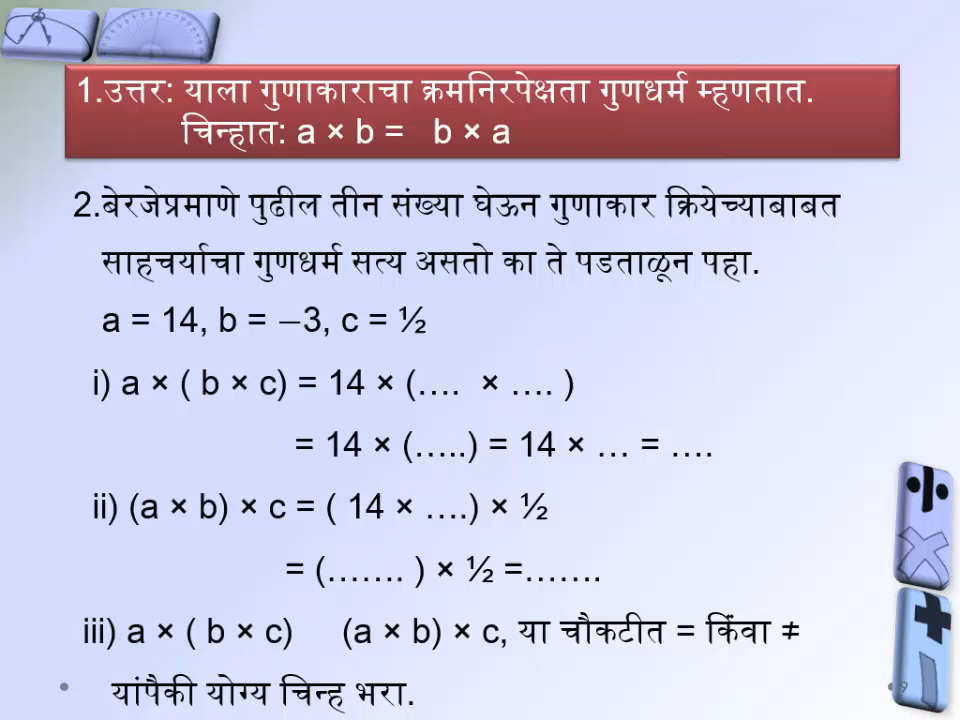 1.उत्तर: याला गुणाकाराचा क्रमनिरपेक्षता गुणधर्म म्हणतात.
चिन्हात: a × b = b × a
2.बेरजेप्रमाणे पुढील तीन संख्या घेऊन गुणाकार क्रियेच्याबाबत
साहचर्याचा गुणधर्म सत्य असतो का ते पडताळून पहा.
a = 14, b = −3, c = ½
i) a × ( b × c) = 14 × (…. × …. )
= 14 × (…..) = 14 × … = ….
ii) (a × b) × c = ( 14 × ….) × ½
= (……. ) × ½ =…….
iii) a × ( b × c) (a × b) × c, या चौकटीत = किंवा ≠
यांपैकी योग्य चिन्ह भरा.
9